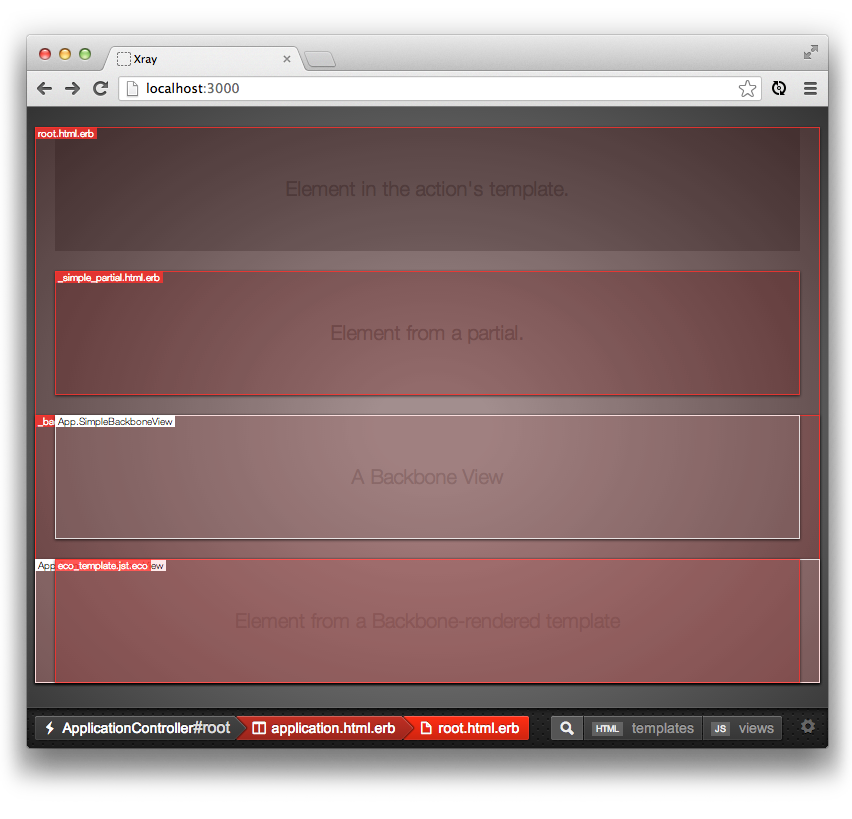 Xray
localhost:3000
root.html.erb
Element in the action's template.
_simple_partial.html.erb
Element from a partial.
_ba App.SimpleBackboneView
A Backbone View
App eco_template.jst.eco ew
Element from a Backbone-rendered template
ApplicationController#root application.html.erb root.html.erb HTML templates JS views